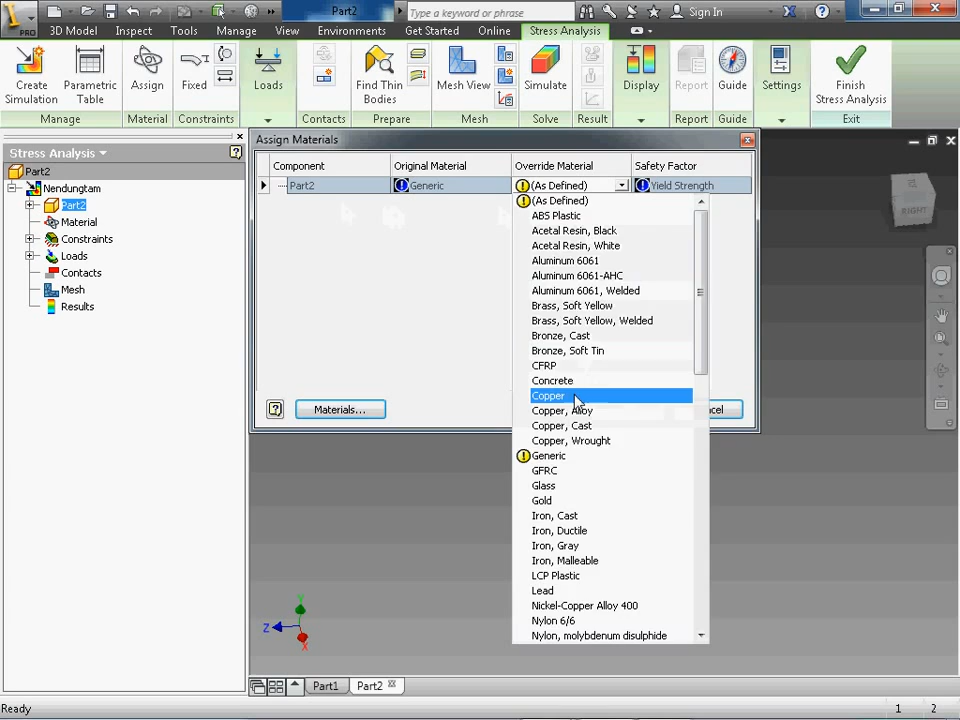 Part2
Type a keyword or phrase
Sign In
PRO
3D Model
Inspect
Tools
Manage
View
Environments
Get Started
Online
Stress Analysis
Create
Simulation
Parametric
Table
Assign
Fixed
Loads
Find Thin
Bodies
Mesh View
Simulate
Display
Report
Guide
Settings
Finish
Stress Analysis
Manage
Material
Constraints
Contacts
Prepare
Mesh
Solve
Result
Report
Guide
Exit
Stress Analysis
Part2
Nendungtam
Part2
Material
Constraints
Loads
Contacts
Mesh
Results
Assign Materials
Component
Original Material
Override Material
Safety Factor
Part2
Generic
(As Defined)
Yield Strength
(As Defined)
ABS Plastic
Acetal Resin, Black
Acetal Resin, White
Aluminum 6061
Aluminum 6061-AHC
Aluminum 6061, Welded
Brass, Soft Yellow
Brass, Soft Yellow, Welded
Bronze, Cast
Bronze, Soft Tin
CFRP
Concrete
Copper
Copper, Alloy
Copper, Cast
Copper, Wrought
Generic
GFRC
Glass
Gold
Iron, Cast
Iron, Ductile
Iron, Gray
Iron, Malleable
LCP Plastic
Lead
Nickel-Copper Alloy 400
Nylon 6/6
Nylon, molybdenum disulphide
Materials...
cel
RIGHT
Y
Z
X
Part1
Part2
Ready
1
2